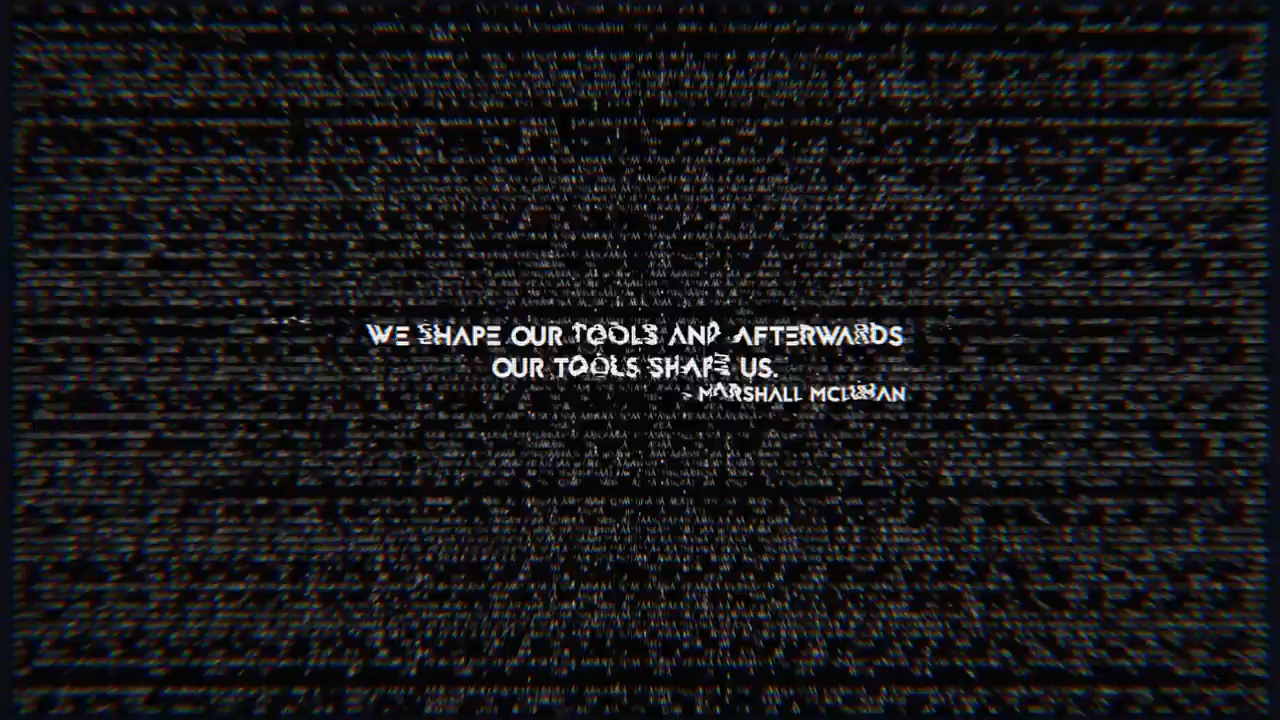 WE SHAPE OUR TOOLS AND AFTERWARDS
OUR TOOLS SHAPE US.
- MARSHALL MCLUHAN